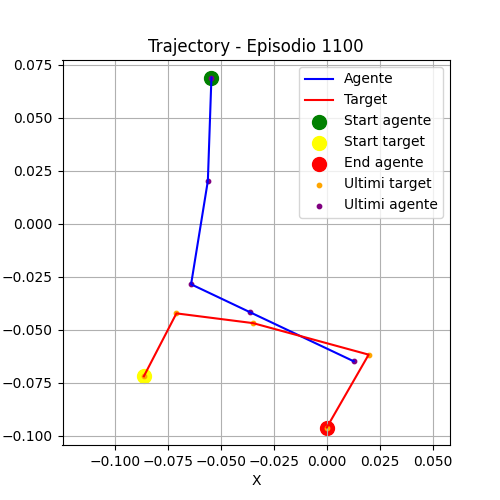 Trajectory - Episodio 1100
0.075
0.050
0.025
0.000
−0.025
−0.050
−0.075
−0.100
Agente
Target
Start agente
Start target
End agente
Ultimi target
Ultimi agente
−0.100 −0.075 −0.050 −0.025 0.000 0.025 0.050
X